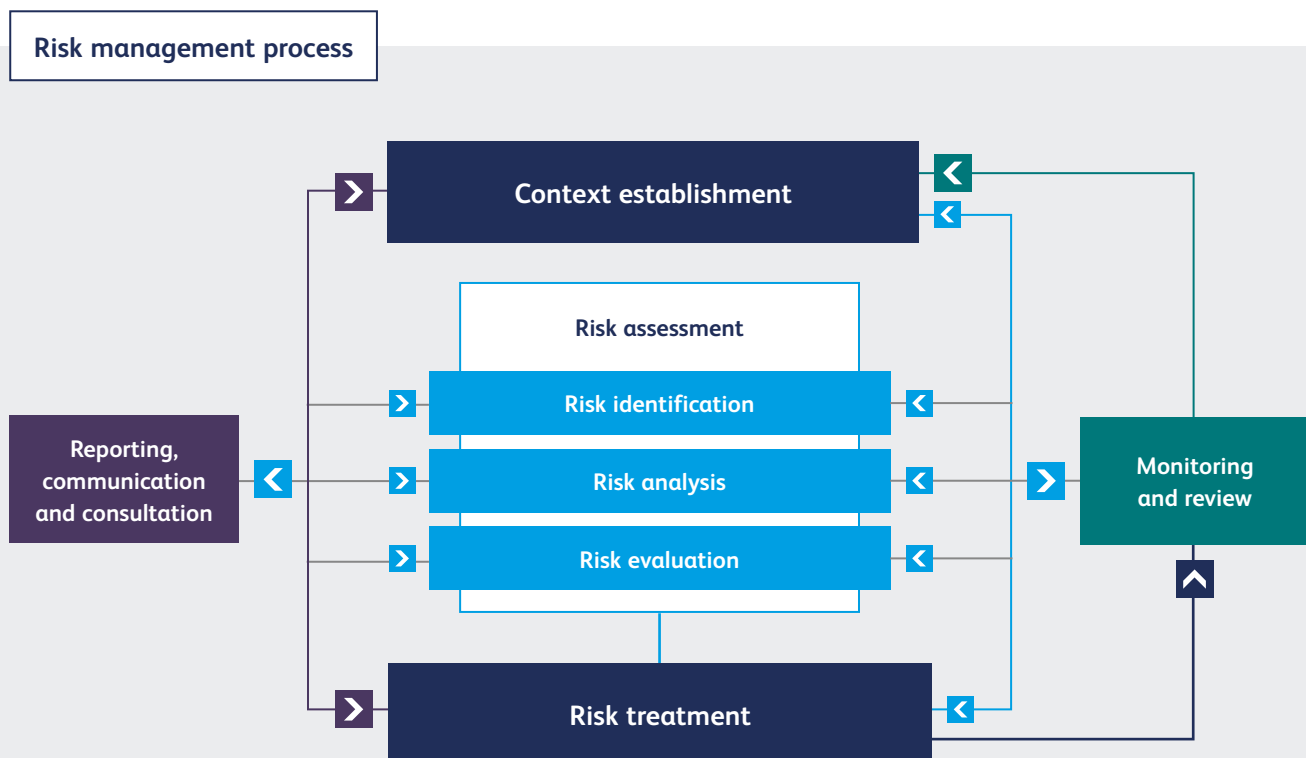 Risk management process
Context establishment
Risk assessment
Risk identification
Risk analysis
Risk evaluation
Reporting,
communication
and consultation
Monitoring
and review
Risk treatment